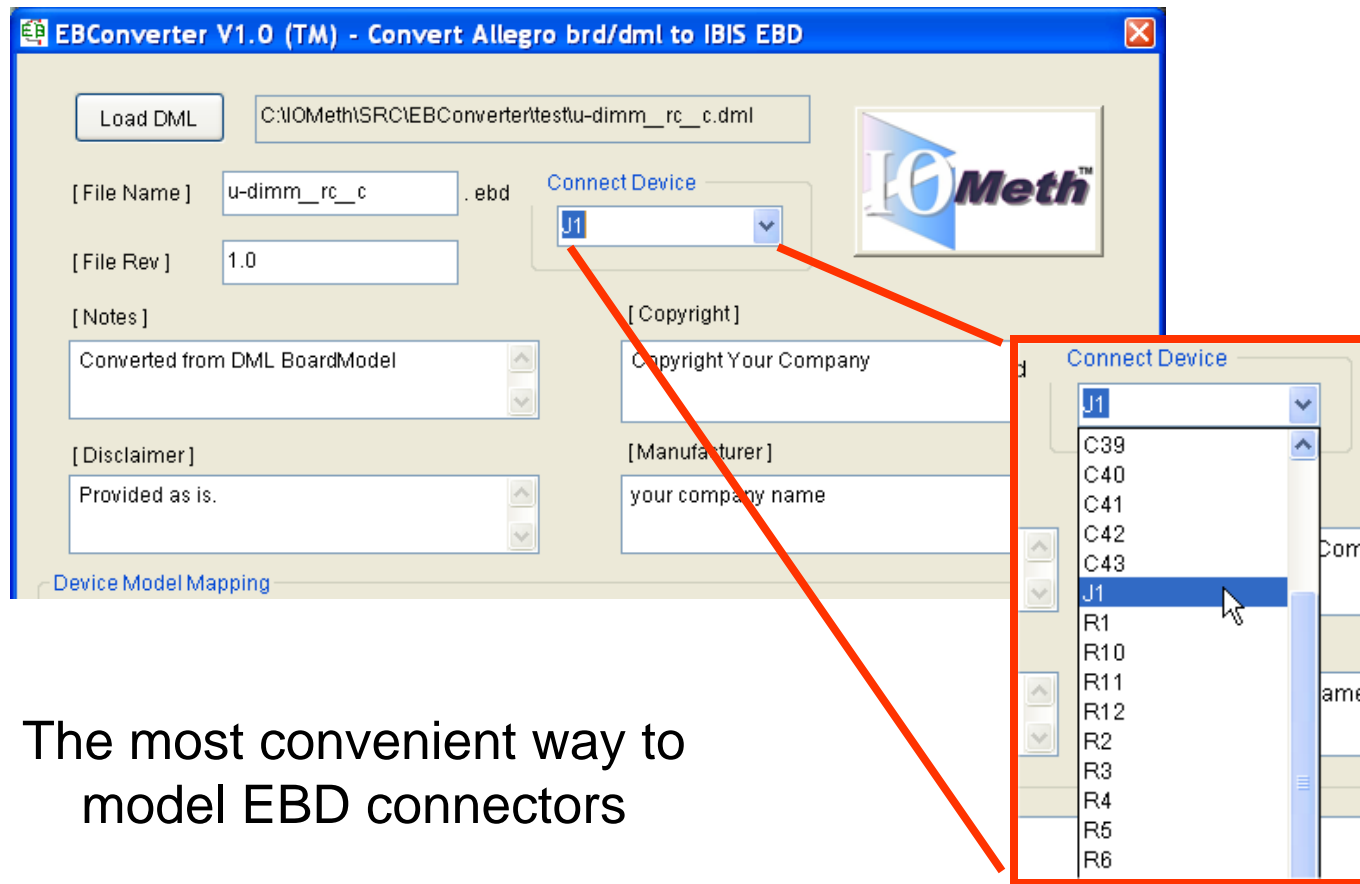 EBConverter V1.0 (TM) - Convert Allegro brd/dml to IBIS EBD
Load DML
C:\IOMeth\SRC\EBConverter\test\u-dimm__rc__c.dml
IOMeth™
[ File Name ]
u-dimm__rc__c
. ebd
Connect Device
J1
[ File Rev ]
1.0
[ Notes ]
Converted from DML BoardModel
[ Copyright ]
Copyright Your Company
[ Disclaimer ]
Provided as is.
[ Manufacturer ]
your company name
Device Model Mapping
Connect Device
J1
C39
C40
C41
C42
C43
J1
R1
R10
R11
R12
R2
R3
R4
R5
R6
The most convenient way to
model EBD connectors